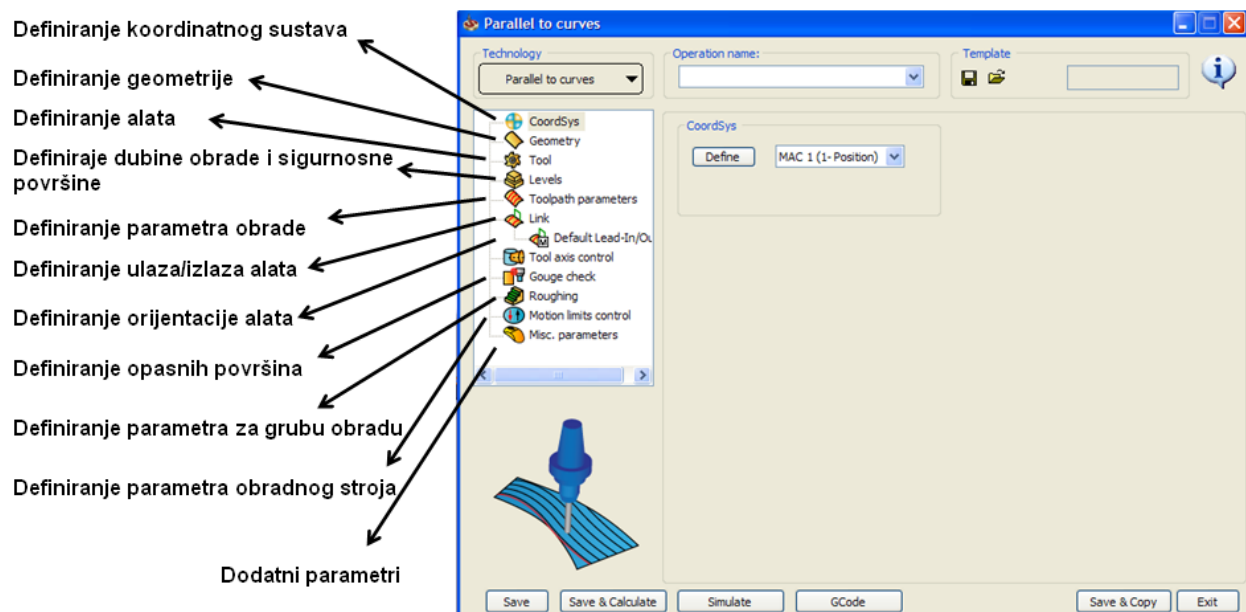 Definiranje koordinatnog sustava
Definiranje geometrije
Definiranje alata
Definiraje dubine obrade i sigurnosne
površine
Definiranje parametra obrade
Definiranje ulaza/izlaza alata
Definiranje orijentacije alata
Definiranje opasnih površina
Definiranje parametra za grubu obradu
Definiranje parametra obradnog stroja
Dodatni parametri
Parallel to curves
Technology
Parallel to curves
Operation name:
Template
CoordSys
Geometry
Tool
Levels
Toolpath parameters
Link
Default Lead-In/Ou
Tool axis control
Gouge check
Roughing
Motion limits control
Misc. parameters
CoordSys
Define
MAC 1 (1- Position)
Save
Save & Calculate
Simulate
GCode
Save & Copy
Exit